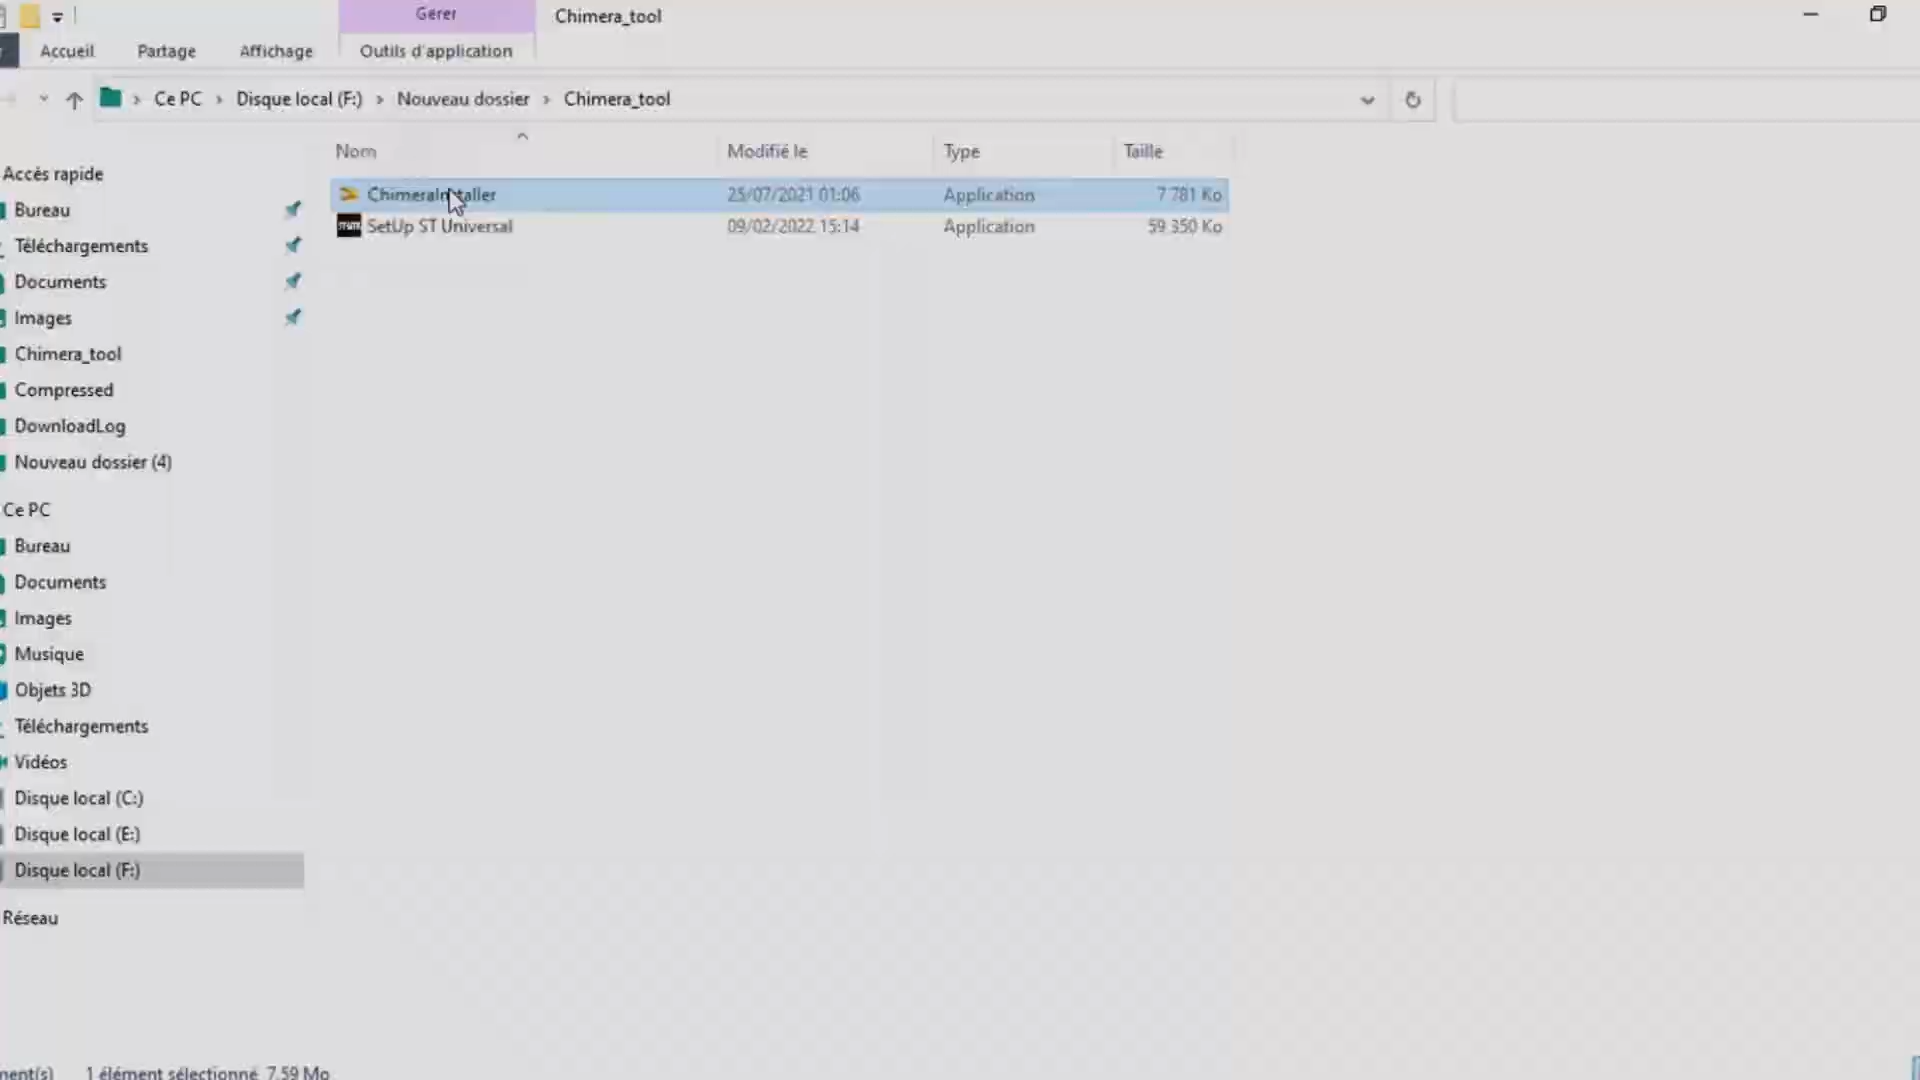 Gérer
Chimera_tool
Accueil
Partage
Affichage
Outils d'application
Ce PC
Disque local (F:)
Nouveau dossier
Chimera_tool
Nom
Modifié le
Type
Taille
ChimeraInstaller
25/07/2021 01:06
Application
7 781 Ko
SetUp ST Universal
09/02/2022 15:14
Application
59 350 Ko
Accès rapide
Bureau
Téléchargements
Documents
Images
Chimera_tool
Compressed
DownloadLog
Nouveau dossier (4)
Ce PC
Bureau
Documents
Images
Musique
Objets 3D
Téléchargements
Vidéos
Disque local (C:)
Disque local (E:)
Disque local (F:)
Réseau
1 élément sélectionné 7,59 Mo